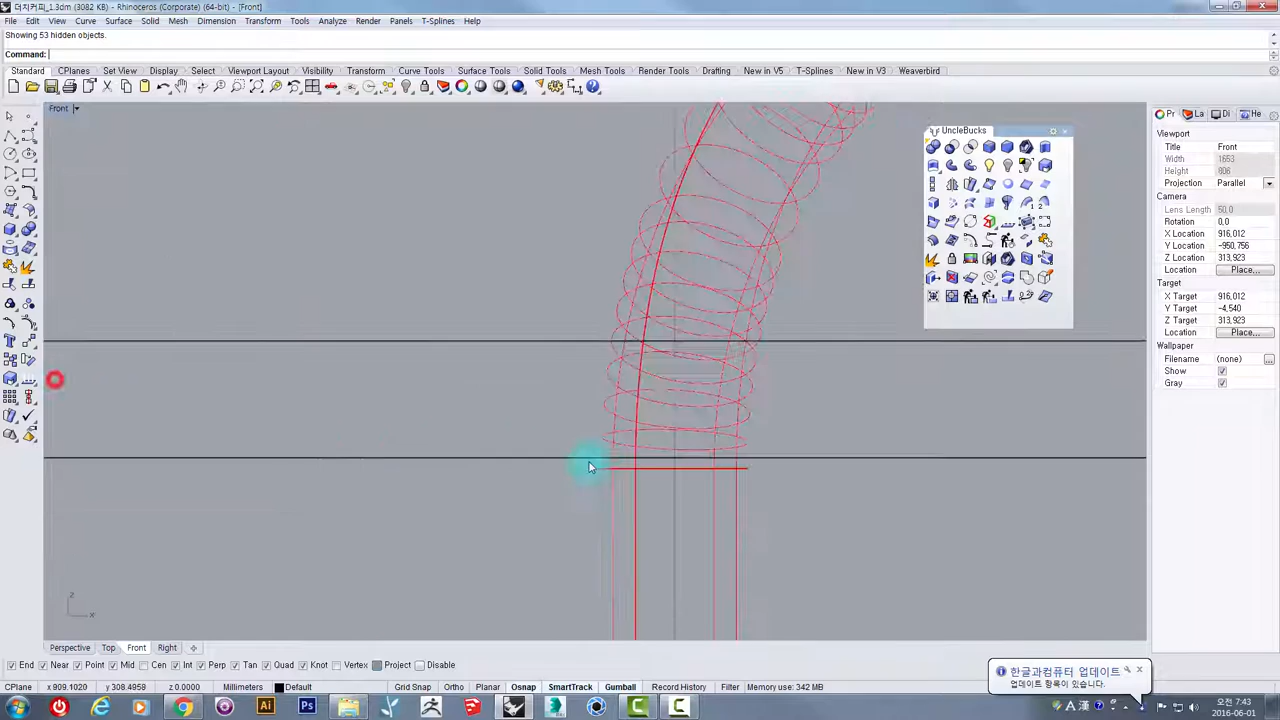 더치커피_1.3dm (3082 KB) - Rhinoceros (Corporate) (64-bit) - [Front]
File Edit View Curve Surface Solid Mesh Dimension Transform Tools Analyze Render Panels T-Splines Help
Showing 53 hidden objects.
Command:
Standard CPlanes Set View Display Select Viewport Layout Visibility Transform Curve Tools Surface Tools Solid Tools Mesh Tools Render Tools Drafting New in V5 T-Splines New in V3 Weaverbird
Front
UncleBucks
Pr La Di He
Viewport
Title Front
Width 1653
Height 806
Projection Parallel
Camera
Lens Length 50.0
Rotation 0.0
X Location 916.012
Y Location -950.756
Z Location 313.923
Location Place...
Target
X Target 916.012
Y Target -4.540
Z Target 313.923
Location Place...
Wallpaper
Filename (none)
Show
Gray
z
x
Perspective Top Front Right
End Near Point Mid Cen Int Perp Tan Quad Knot Vertex Project Disable
CPlane x 909.1020 y 308.4959 z 0.0000 Millimeters Default Grid Snap Ortho Planar Osnap SmartTrack Gumball Record History Filter Memory use: 342 MB
한글과컴퓨터 업데이트
업데이트 항목이 있습니다.
Ai Ps
A 漢
오전 7:43
2016-06-01